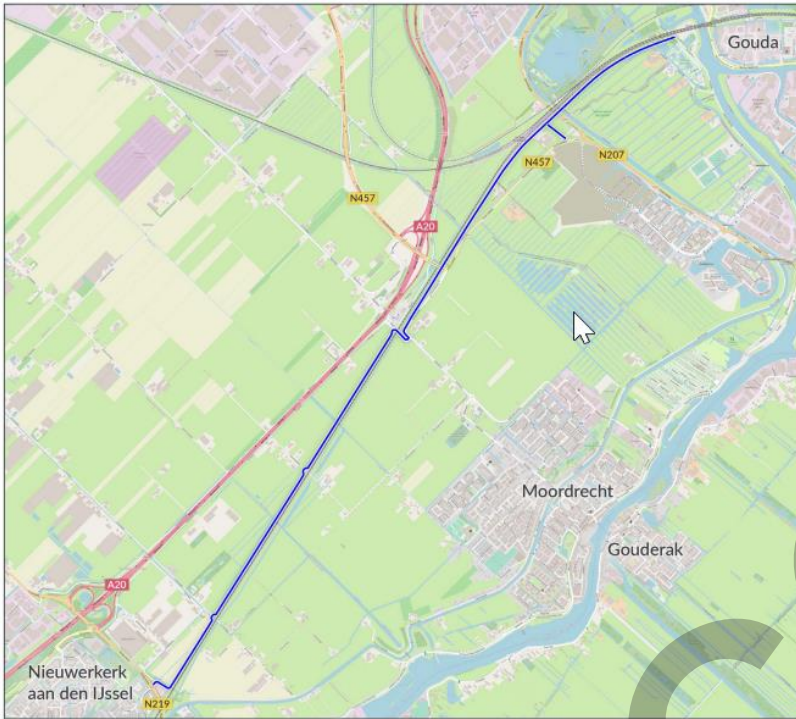 Gouda
N207
N457
N457
A20
Moordrecht
Gouderak
A20
Nieuwerkerk
aan den IJssel
N219